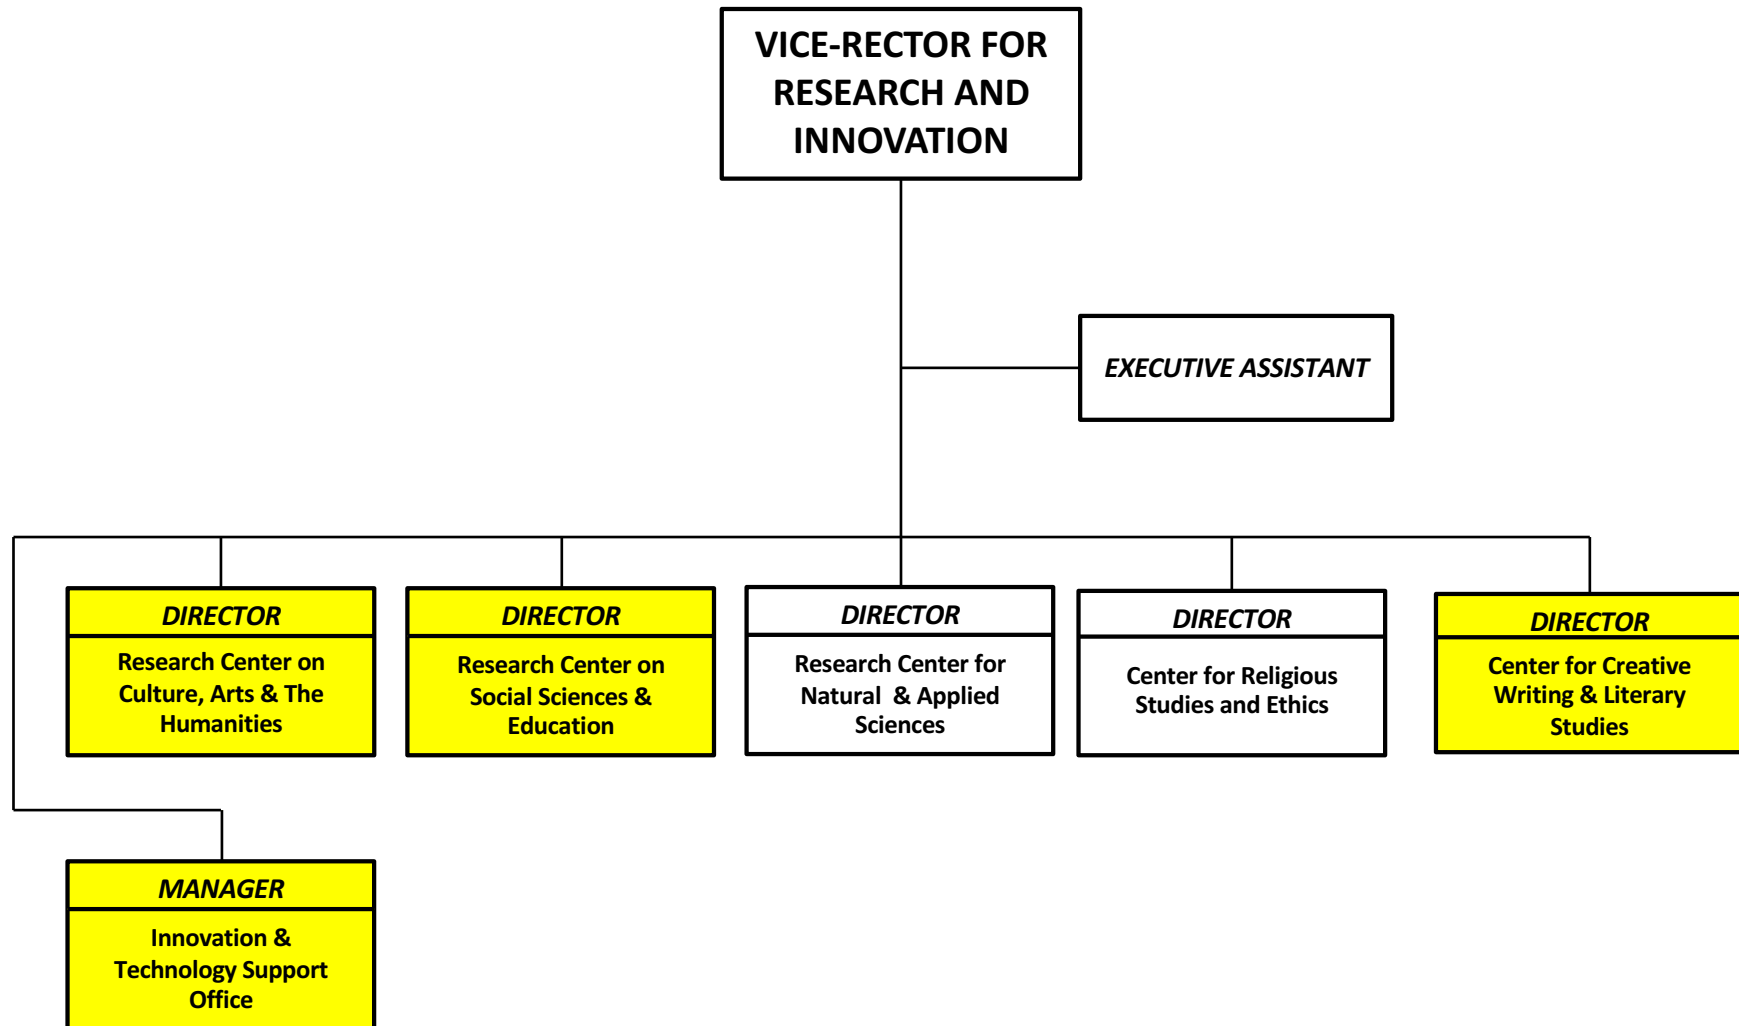 VICE-RECTOR FOR
RESEARCH AND
INNOVATION
EXECUTIVE ASSISTANT
DIRECTOR
Research Center on
Culture, Arts & The
Humanities
DIRECTOR
Research Center on
Social Sciences &
Education
DIRECTOR
Research Center for
Natural & Applied
Sciences
DIRECTOR
Center for Religious
Studies and Ethics
DIRECTOR
Center for Creative
Writing & Literary
Studies
MANAGER
Innovation &
Technology Support
Office